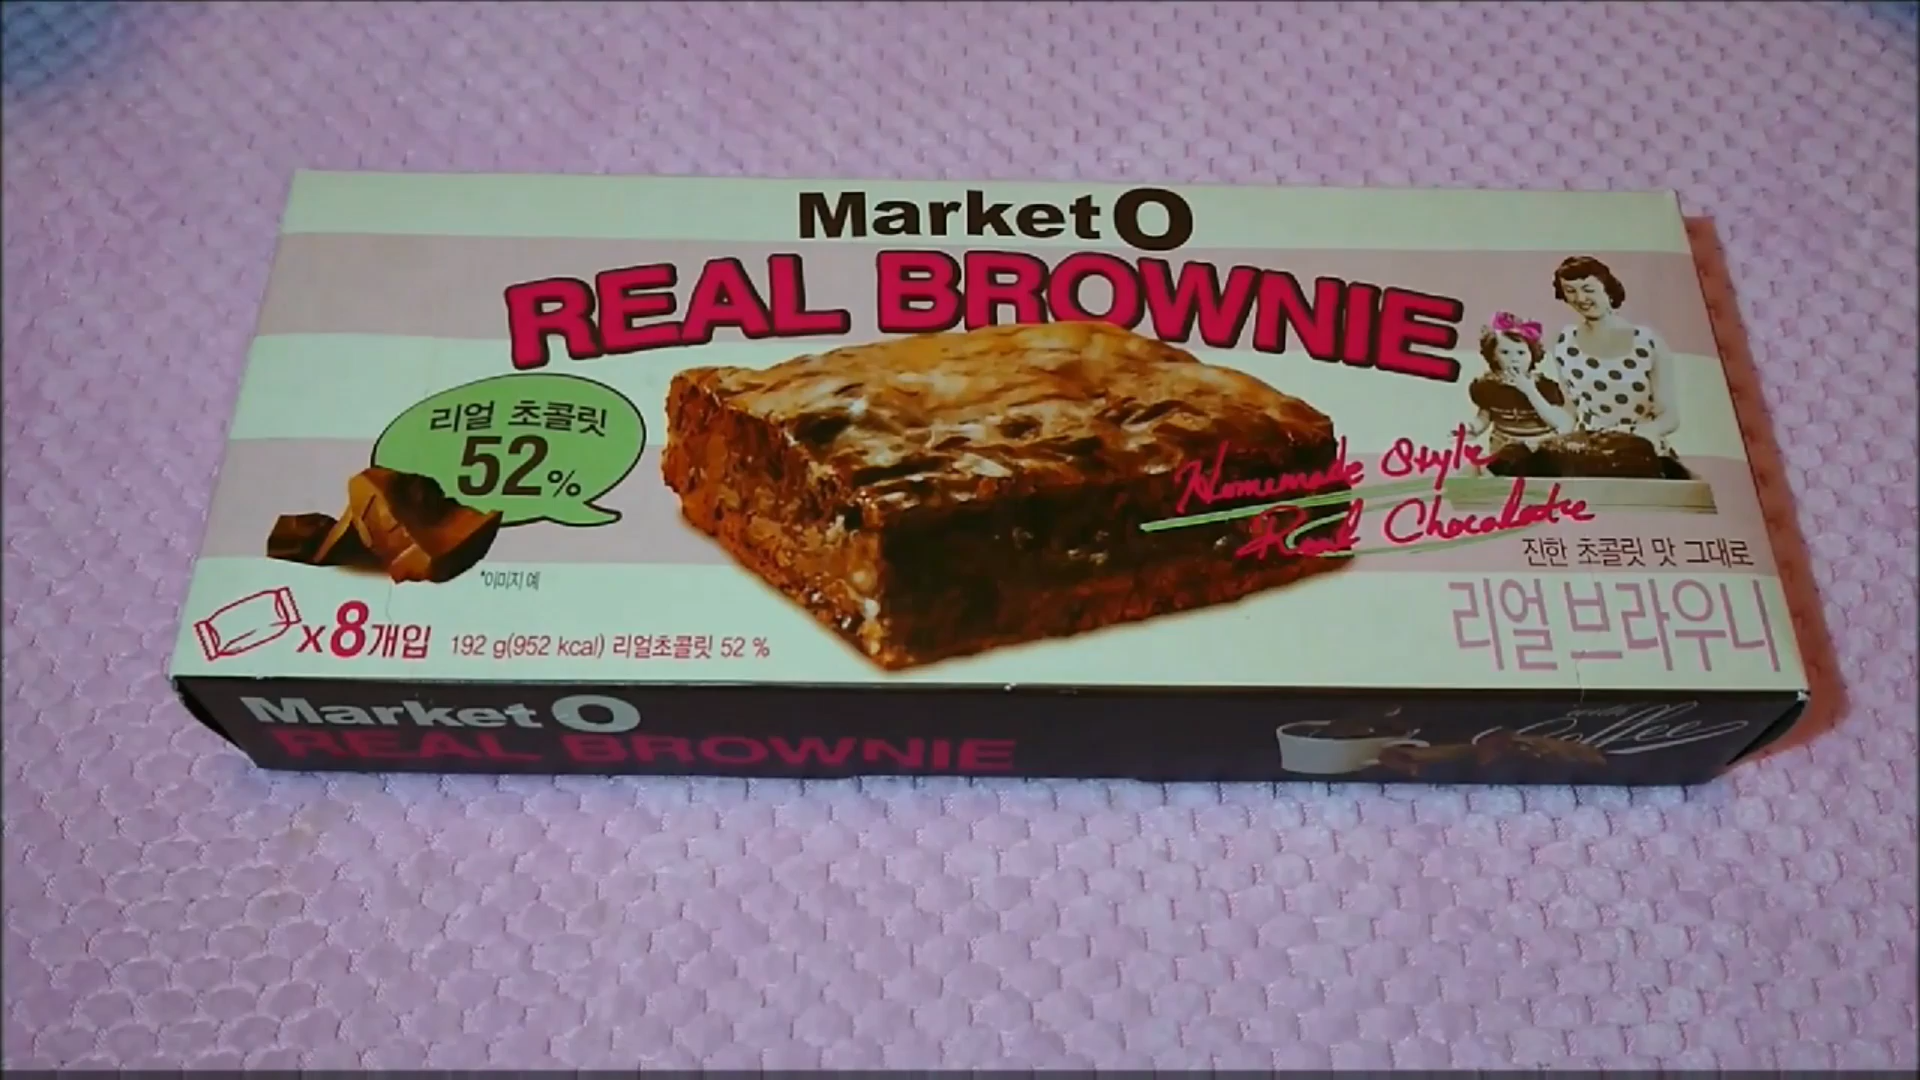 Market O
REAL BROWNIE
리얼 초콜릿
52%
Homemade Style
Real Chocolate
*이미지 예
진한 초콜릿 맛 그대로
리얼 브라우니
x8개입
192 g(952 kcal) 리얼초콜릿 52 %
Market O
REAL BROWNIE
with
Coffee